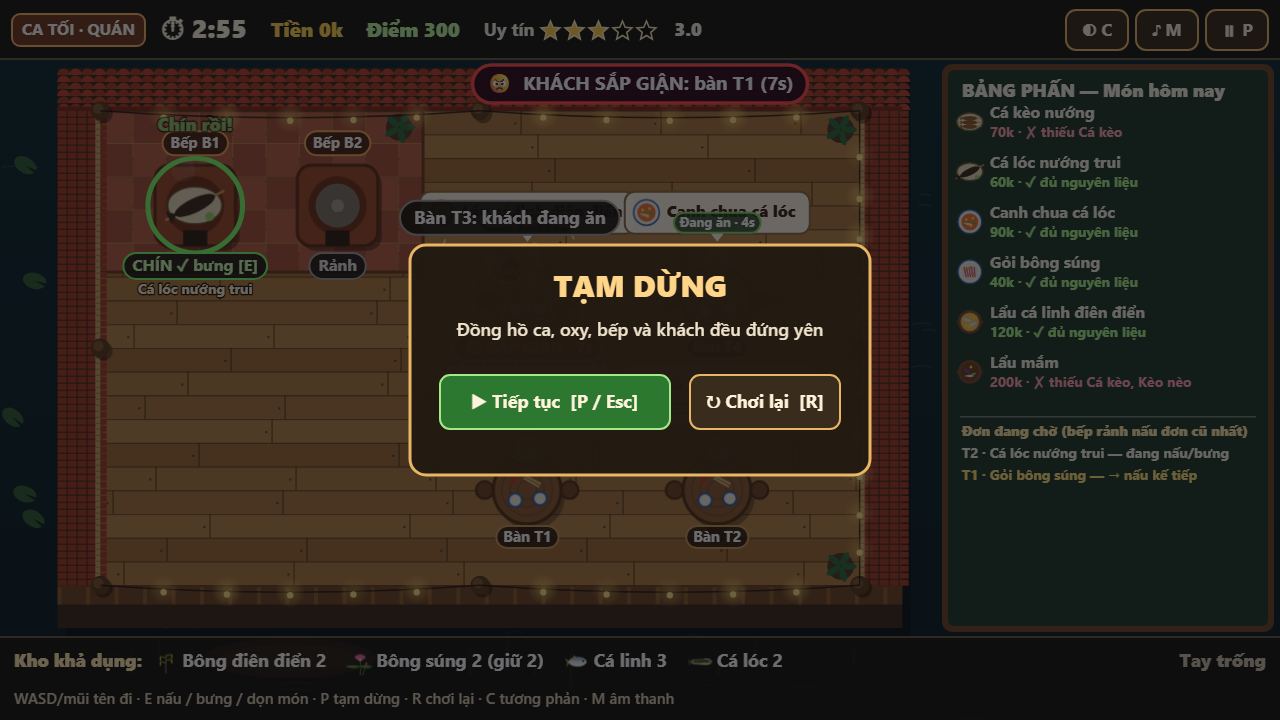 CA TỐI · QUÁN
2:55
Tiền 0k
Điểm 300
Uy tín
3.0
C
M
P
KHÁCH SẮP GIẬN: bàn T1 (7s)
Chín rồi!
Bếp B1
Bếp B2
Bàn T3: khách đang ăn
Canh chua cá lóc
Đang ăn · 4s
CHÍN ✓ bưng [E]
Rảnh
Cá lóc nướng trui
TẠM DỪNG
Đồng hồ ca, oxy, bếp và khách đều đứng yên
▶ Tiếp tục [P / Esc]
↻ Chơi lại [R]
Bàn T1
Bàn T2
BẢNG PHẤN — Món hôm nay
Cá kèo nướng
70k · ✗ thiếu Cá kèo
Cá lóc nướng trui
60k · ✓ đủ nguyên liệu
Canh chua cá lóc
90k · ✓ đủ nguyên liệu
Gỏi bông súng
40k · ✓ đủ nguyên liệu
Lẩu cá linh điên điển
120k · ✓ đủ nguyên liệu
Lẩu mắm
200k · ✗ thiếu Cá kèo, Kèo nèo
Đơn đang chờ (bếp rảnh nấu đơn cũ nhất)
T2 · Cá lóc nướng trui — đang nấu/bưng
T1 · Gỏi bông súng — → nấu kế tiếp
Kho khả dụng: Bông điên điển 2 Bông súng 2 (giữ 2) Cá linh 3 Cá lóc 2
Tay trống
WASD/mũi tên đi · E nấu / bưng / dọn món · P tạm dừng · R chơi lại · C tương phản · M âm thanh